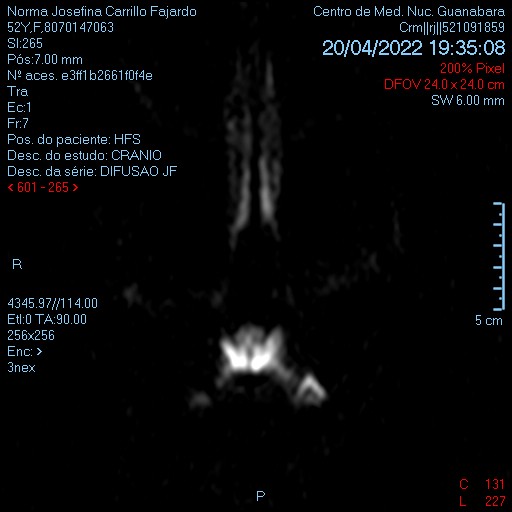 Norma Josefina Carrillo Fajardo
52Y,F,8070147063
Sl:265
Pós:7.00 mm
Nº aces. e3ff1b2661f0f4e
Tra
Ec:1
Fr:7
Pos. do paciente: HFS
Desc. do estudo: CRANIO
Desc. da série: DIFUSAO JF
< 601 - 265 >
Centro de Med. Nuc. Guanabara
Crm||rj||521091859
20/04/2022 19:35:08
200% Pixel
DFOV 24.0 x 24.0 cm
SW 6.00 mm
R
4345.97//114.00
Etl:0 TA:90.00
256x256
Enc: >
3nex
5 cm
P
C 131
L 227